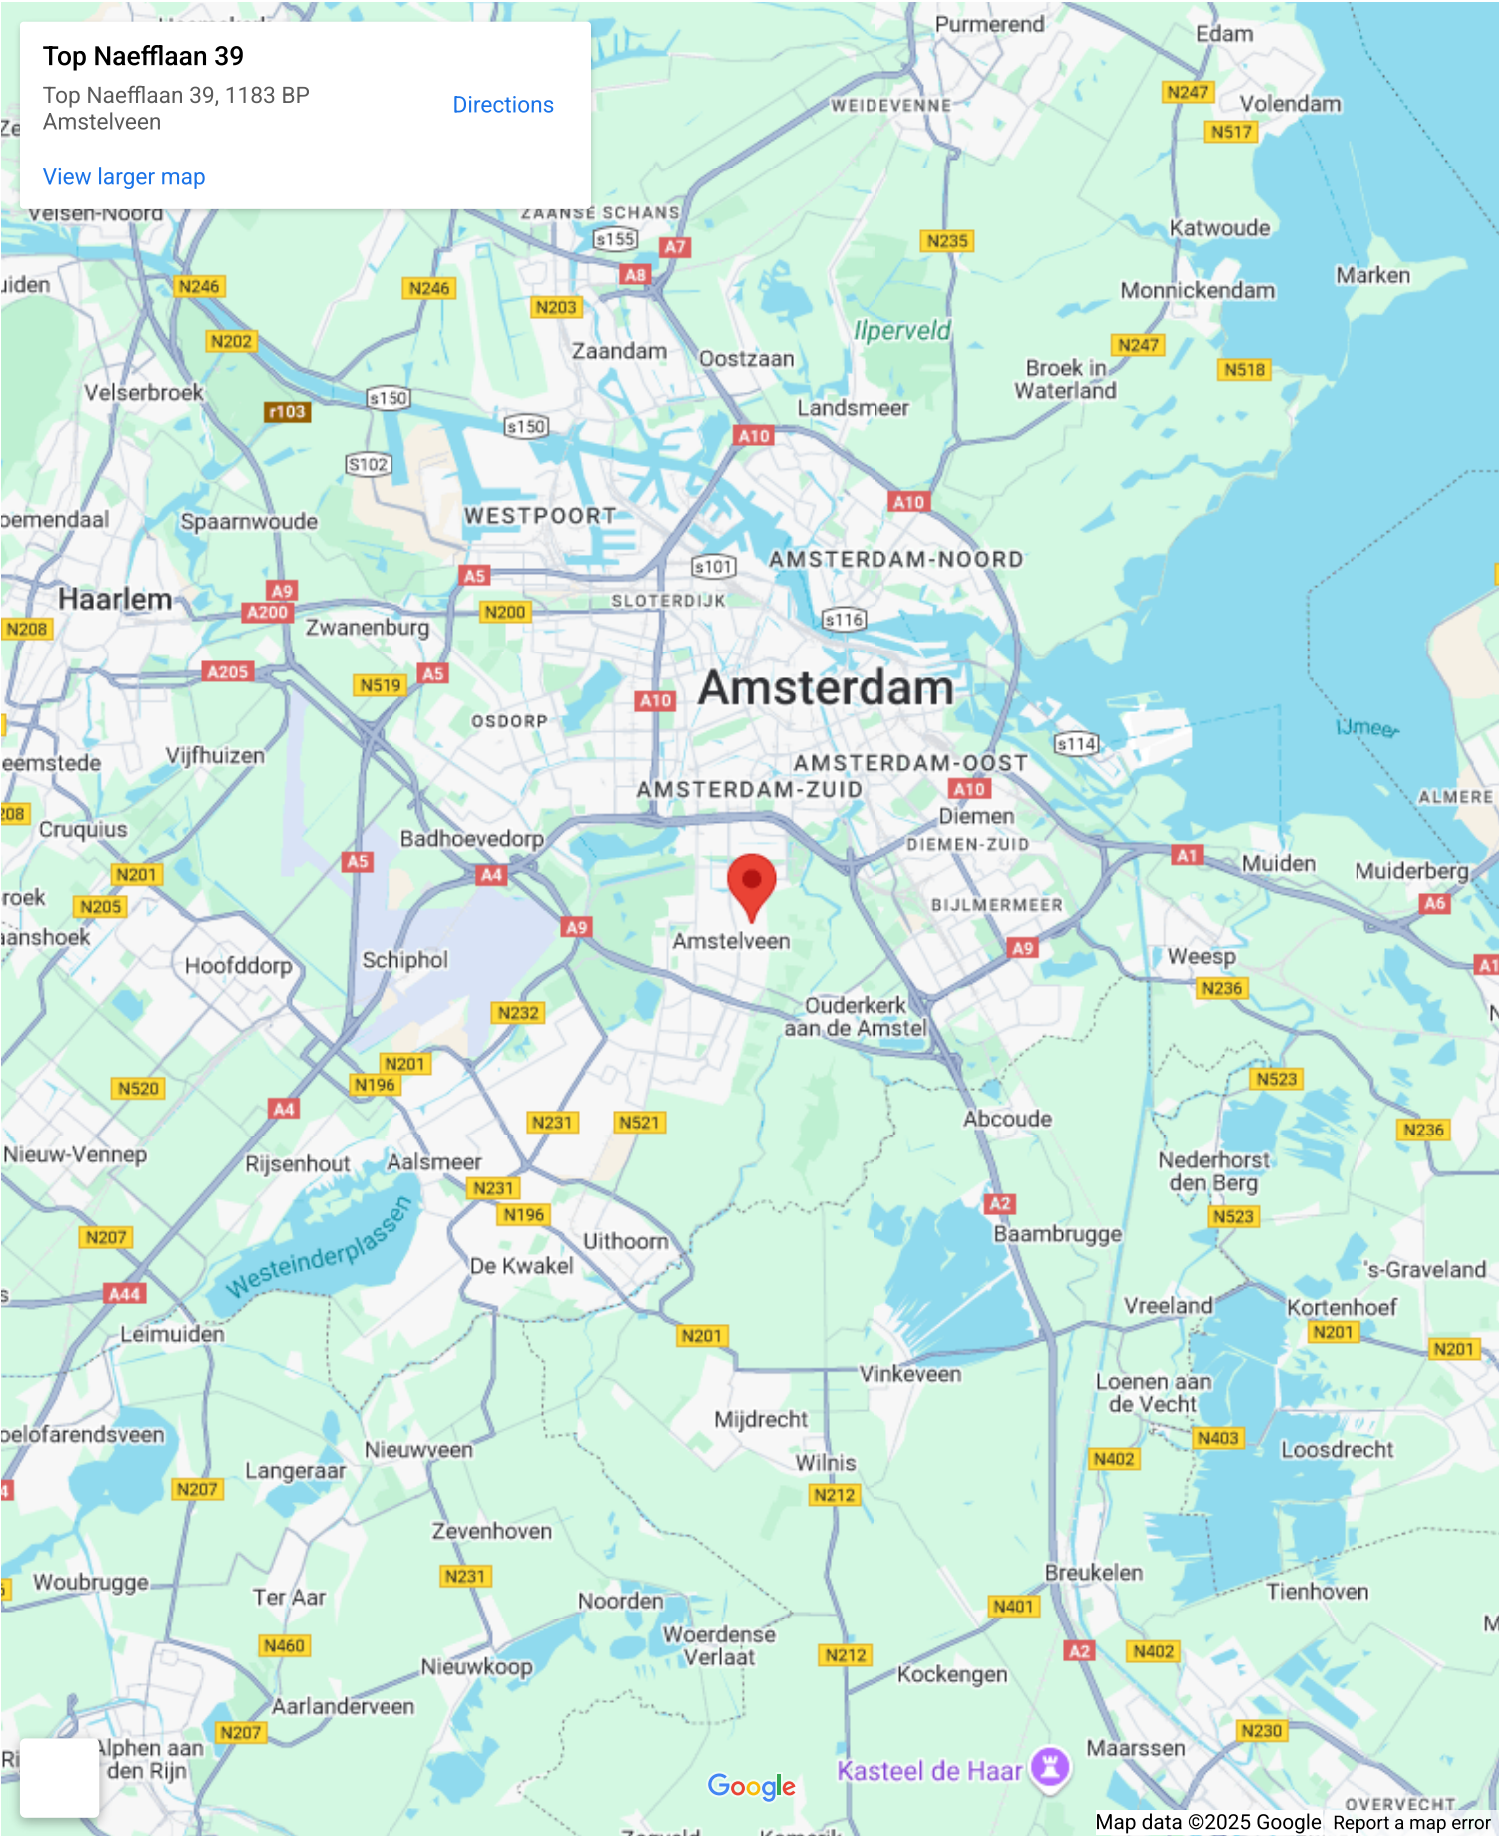 Top Naefflaan 39
Top Naefflaan 39, 1183 BP
Amstelveen
Directions
View larger map
Purmerend
Edam
N247
Volendam
WEIDEVENNE
N517
Velsen-Noord
ZAANSE SCHANS
s155
A7
N235
Katwoude
A8
Marken
N246
N246
N203
Monnickendam
Ilperveld
N202
Zaandam
Oostzaan
N247
Broek in
Waterland
N518
Velserbroek
s150
r103
Landsmeer
s150
A10
S102
A10
Spaarnwoude
WESTPOORT
AMSTERDAM-NOORD
s101
A5
A9
Haarlem
A200
N200
SLOTERDIJK
s116
N208
Zwanenburg
A205
A5
N519
A10
Amsterdam
OSDORP
IJmeer
s114
Vijfhuizen
AMSTERDAM-OOST
AMSTERDAM-ZUID
A10
ALMERE
Cruquius
Diemen
Badhoevedorp
DIEMEN-ZUID
A5
A1
Muiden
N201
A4
Muiderberg
N205
BIJLMERMEER
A6
A9
Amstelveen
A9
Hoofddorp
Schiphol
Weesp
N236
N232
Ouderkerk
aan de Amstel
N201
N196
N520
N523
A4
N231
N521
Abcoude
N236
Nieuw-Vennep
Rijsenhout
Aalsmeer
Nederhorst
den Berg
N231
A2
N196
N523
Westeinderplassen
N207
Uithoorn
Baambrugge
De Kwakel
's-Graveland
A44
Vreeland
Kortenhoef
Leimuiden
N201
N201
N201
Vinkeveen
Loenen aan
de Vecht
Mijdrecht
N403
Nieuwveen
Loosdrecht
Langeraar
Wilnis
N402
N207
N212
Zevenhoven
Breukelen
N231
Woubrugge
Ter Aar
Noorden
Tienhoven
N401
Woerdense
Verlaat
N460
N212
A2
N402
Nieuwkoop
Kockengen
Aarlanderveen
N207
N230
Alphen aan
den Rijn
Maarssen
Kasteel de Haar
Google
OVERVECHT
Map data ©2025 Google
Report a map error